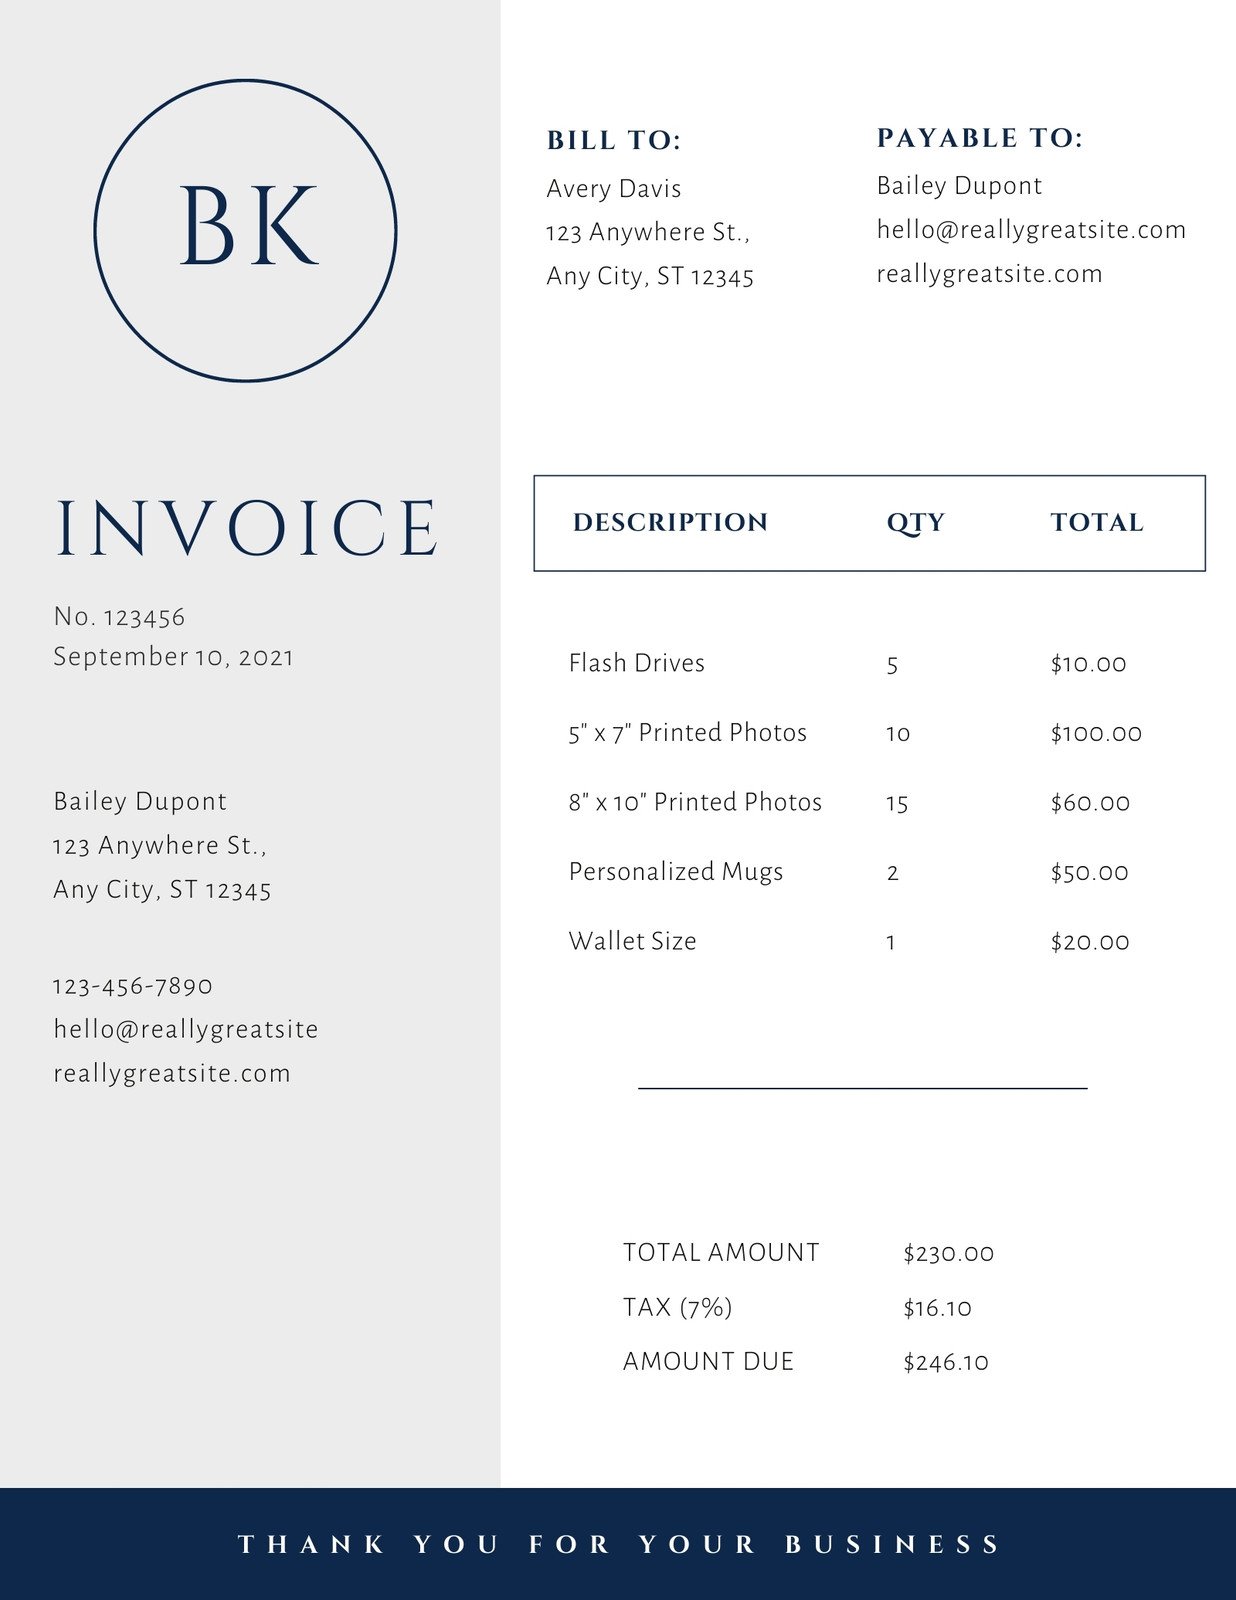 BK
INVOICE
No. 123456
September 10, 2021
Bailey Dupont
123 Anywhere St.,
Any City, ST 12345
123-456-7890
hello@reallygreatsite
reallygreatsite.com
BILL TO:
Avery Davis
123 Anywhere St.,
Any City, ST 12345
PAYABLE TO:
Bailey Dupont
hello@reallygreatsite.com
reallygreatsite.com
DESCRIPTION QTY TOTAL
Flash Drives 5 $10.00
5" x 7" Printed Photos 10 $100.00
8" x 10" Printed Photos 15 $60.00
Personalized Mugs 2 $50.00
Wallet Size 1 $20.00
TOTAL AMOUNT $230.00
TAX (7%) $16.10
AMOUNT DUE $246.10
THANK YOU FOR YOUR BUSINESS